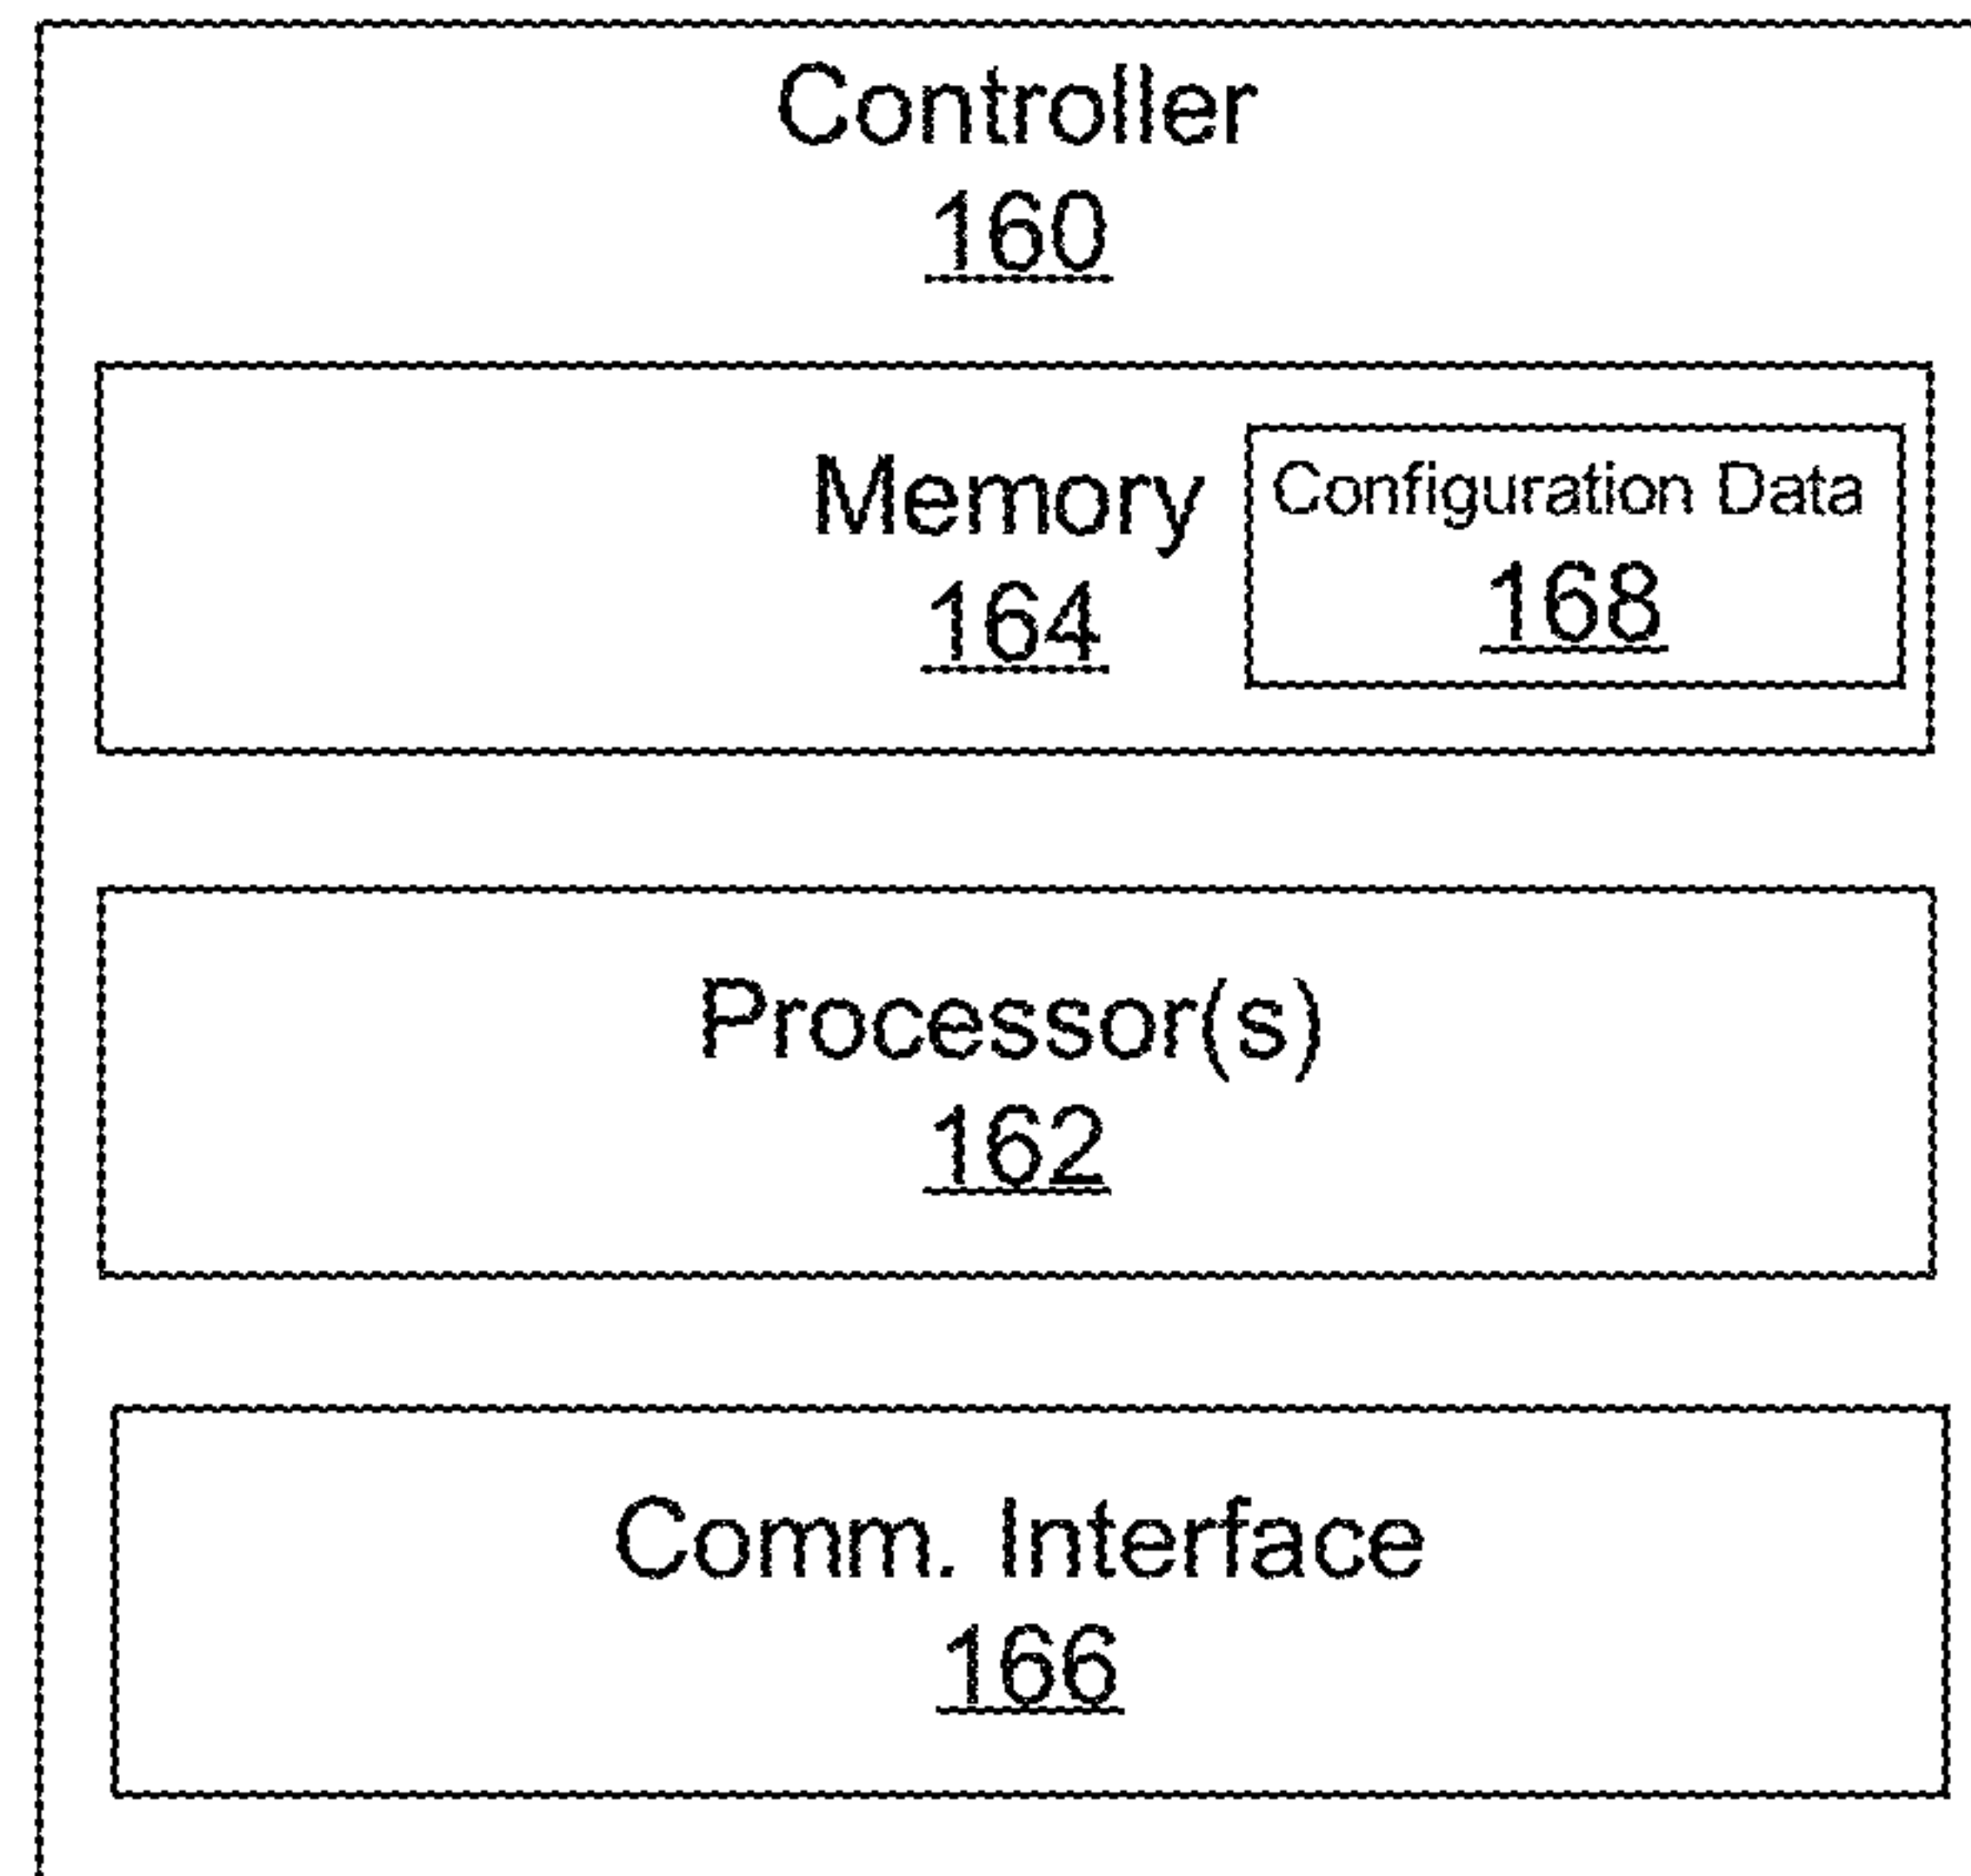 Controller
160
Memory
164
Configuration Data
168
Processor(s)
162
Comm. Interface
166